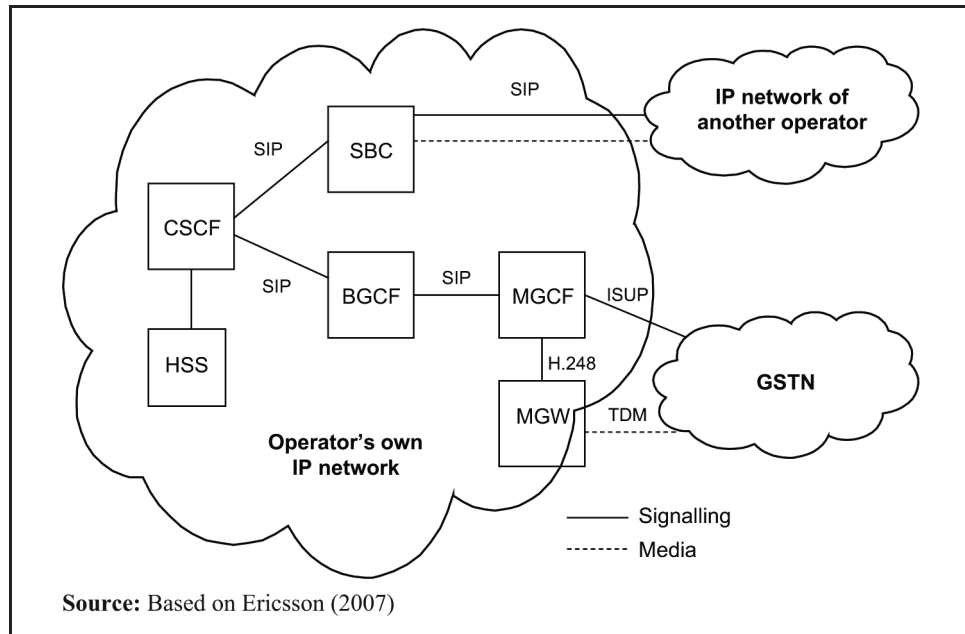 SIP
IP network of
another operator
SIP
SBC
CSCF
SIP
BGCF
SIP
MGCF
ISUP
HSS
H.248
GSTN
MGW
TDM
Operator’s own
IP network
Signalling
Media
Source: Based on Ericsson (2007)